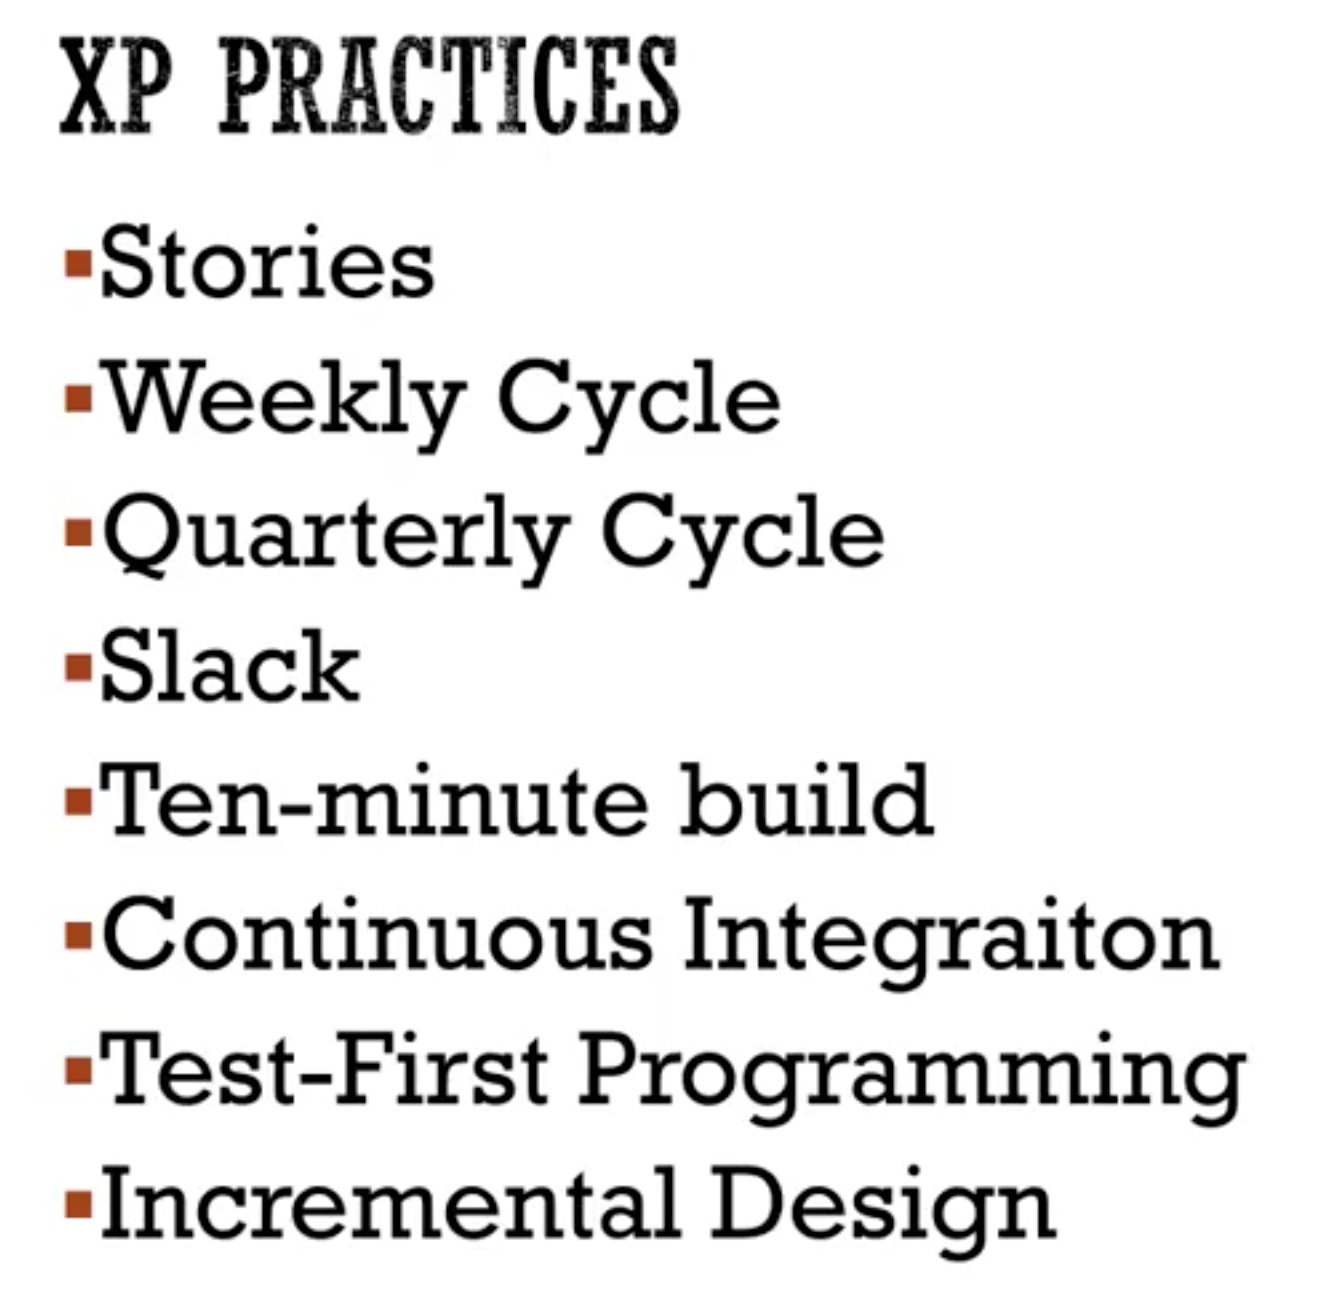 XP PRACTICES
▪Stories
▪Weekly Cycle
▪Quarterly Cycle
▪Slack
▪Ten-minute build
▪Continuous Integraiton
▪Test-First Programming
▪Incremental Design